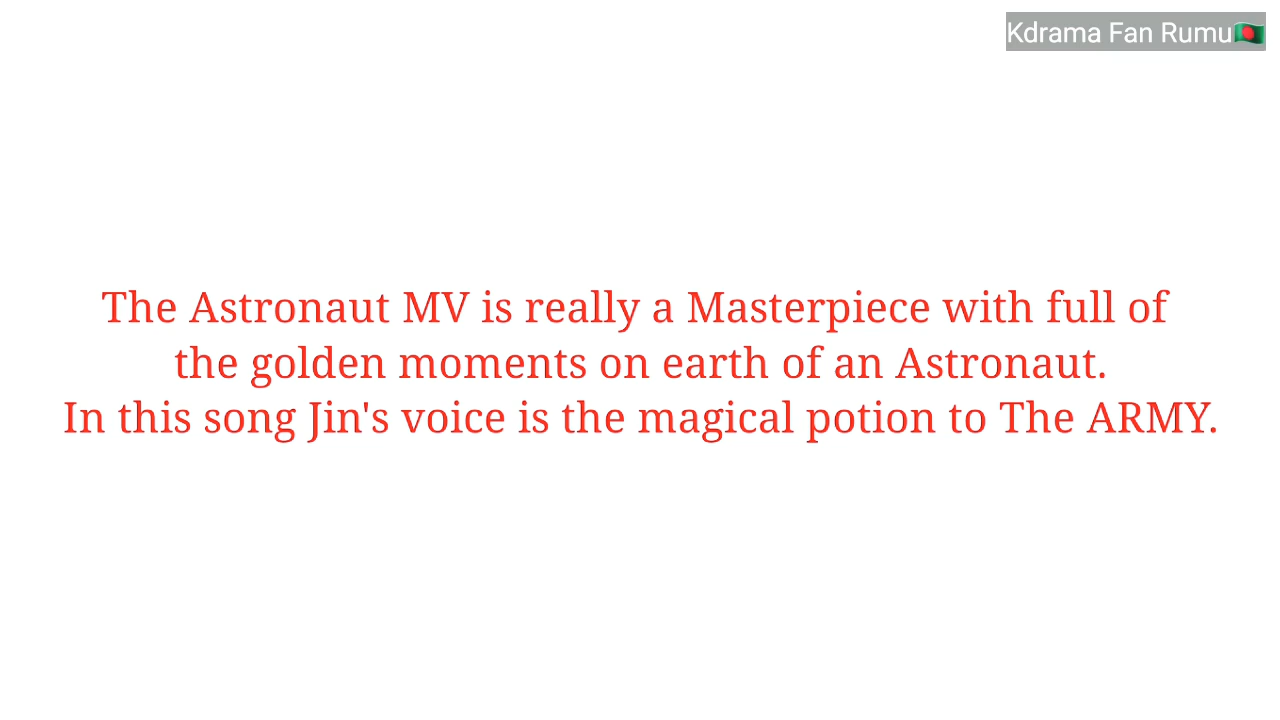 Kdrama Fan Rumu🇧🇩
The Astronaut MV is really a Masterpiece with full of
the golden moments on earth of an Astronaut.
In this song Jin's voice is the magical potion to The ARMY.